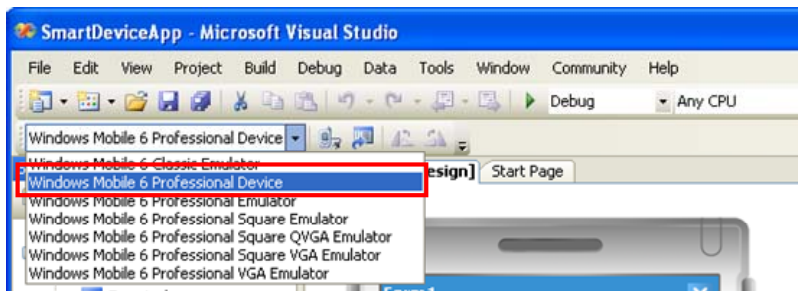 SmartDeviceApp - Microsoft Visual Studio
File Edit View Project Build Debug Data Tools Window Community Help
Debug Any CPU
Windows Mobile 6 Professional Device
Windows Mobile 6 Classic Emulator
esign] Start Page
Windows Mobile 6 Professional Device
Windows Mobile 6 Professional Emulator
Windows Mobile 6 Professional Square Emulator
Windows Mobile 6 Professional Square QVGA Emulator
Windows Mobile 6 Professional Square VGA Emulator
Windows Mobile 6 Professional VGA Emulator